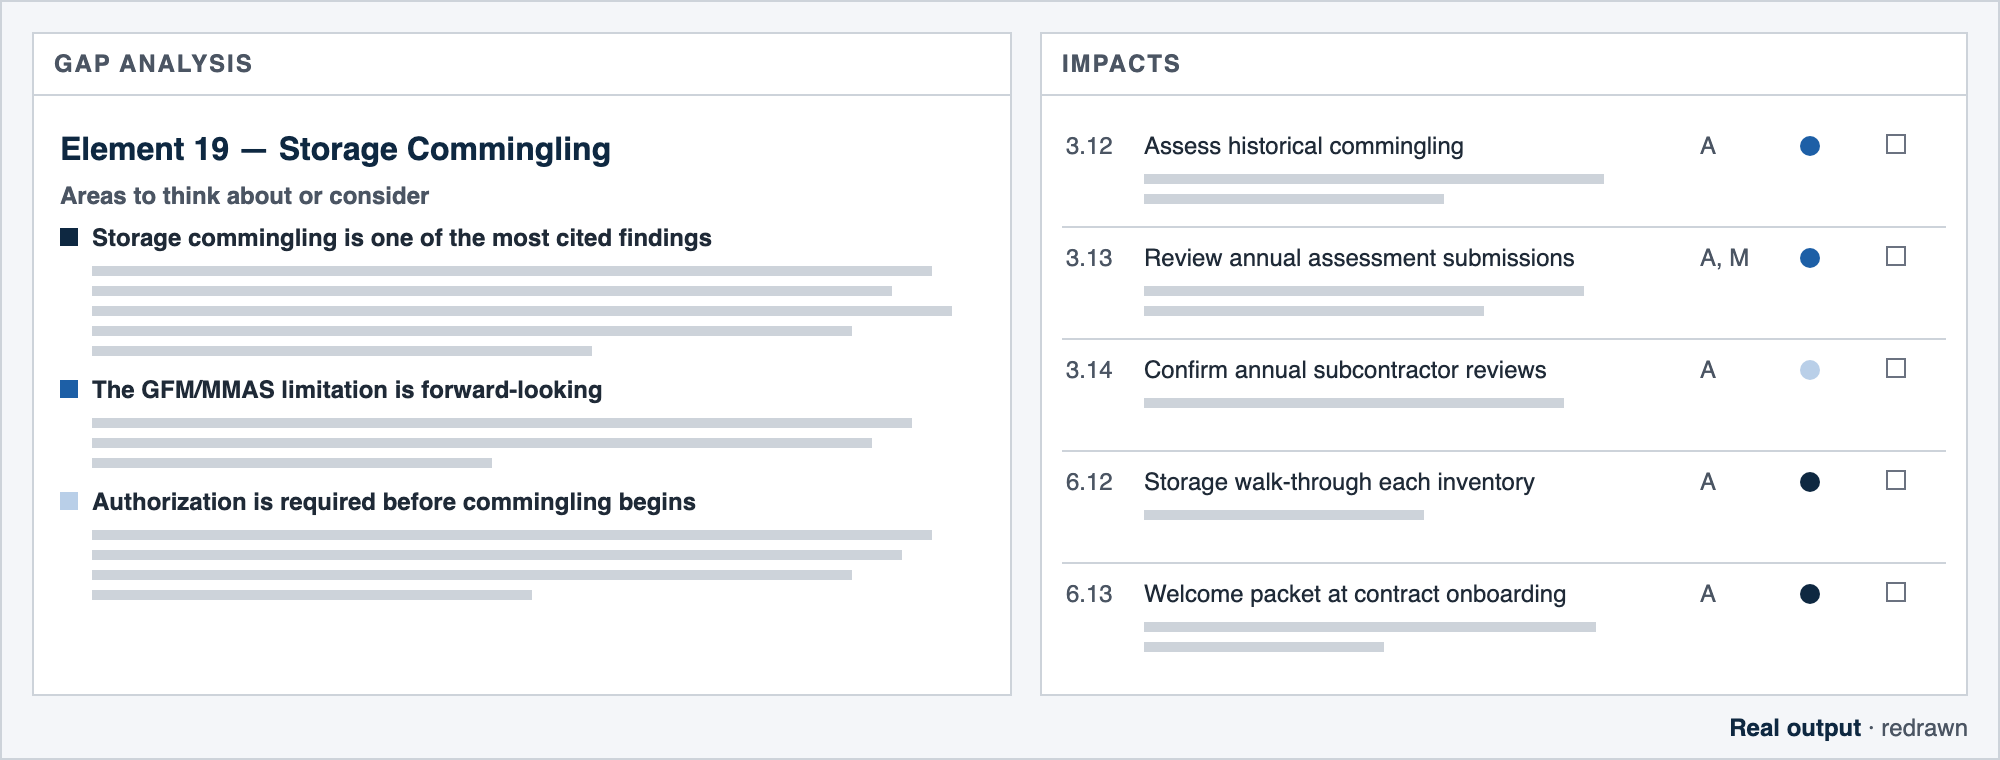 GAP ANALYSIS
Element 19 — Storage Commingling
Areas to think about or consider
Storage commingling is one of the most cited findings
The GFM/MMAS limitation is forward-looking
Authorization is required before commingling begins
IMPACTS
3.12 Assess historical commingling A
3.13 Review annual assessment submissions A, M
3.14 Confirm annual subcontractor reviews A
6.12 Storage walk-through each inventory A
6.13 Welcome packet at contract onboarding A
Real output · redrawn